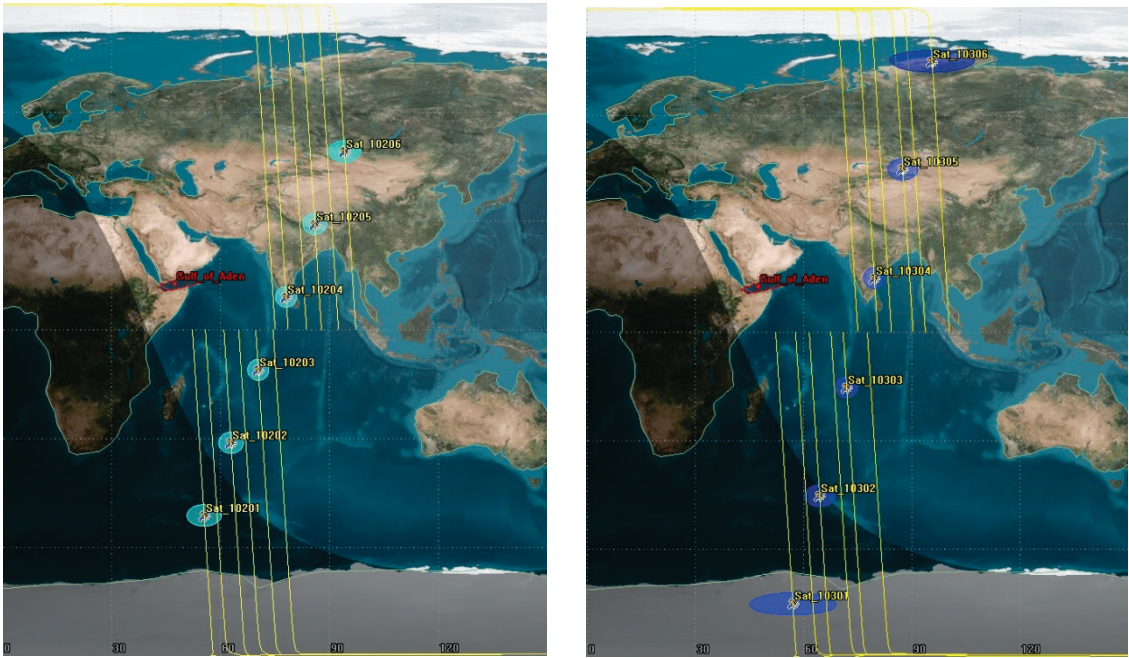 Sat_10206
Sat_10205
Gulf_of_Aden
Sat_10204
Sat_10203
Sat_10202
Sat_10201
0
30
60
90
120
Sat_10306
Sat_10305
Sat_10304
Gulf_of_Aden
Sat_10303
Sat_10302
Sat_10301
0
30
60
90
120